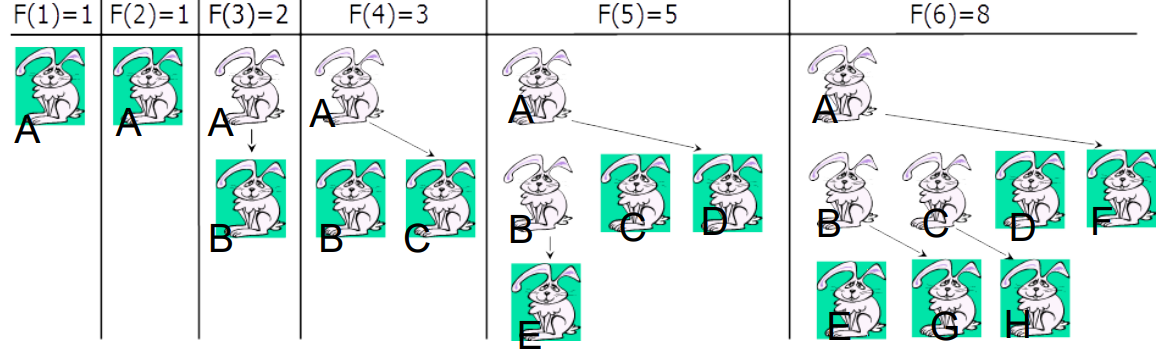 F(1)=1 F(2)=1 F(3)=2 F(4)=3 F(5)=5 F(6)=8
A A A A A A
B B C B C D B C D F
E E G H